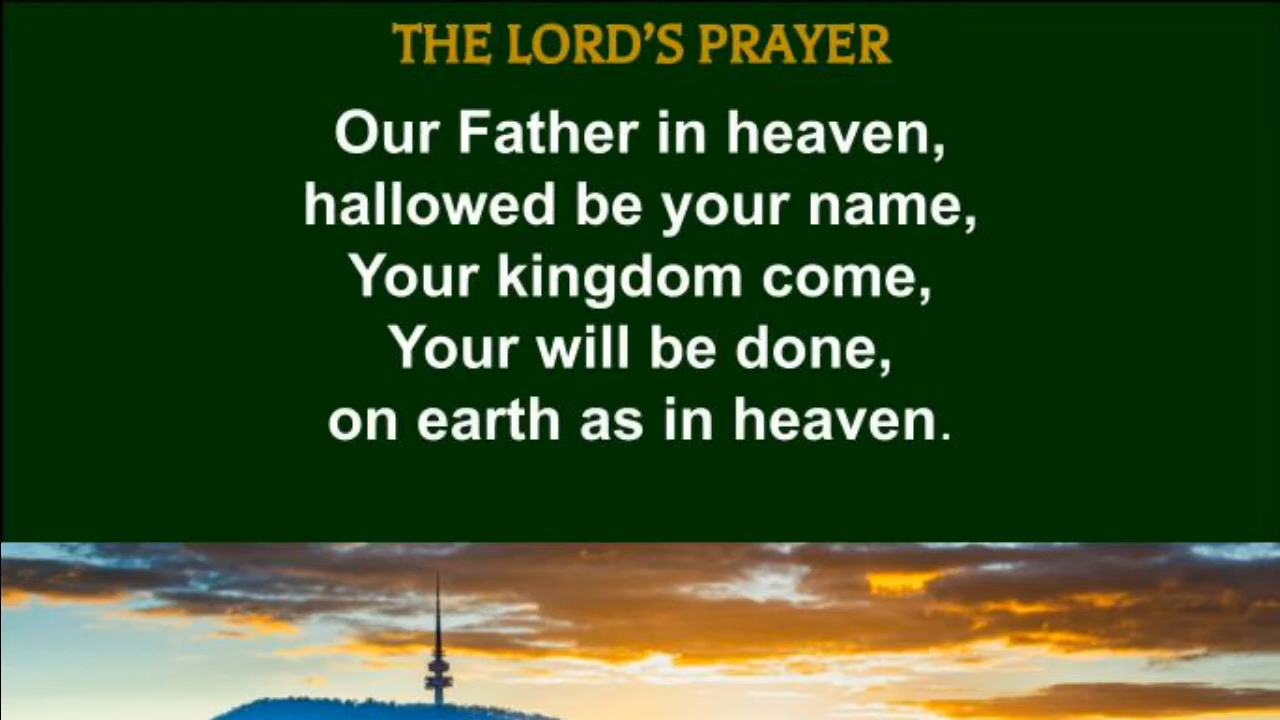 THE LORD’S PRAYER
Our Father in heaven,
hallowed be your name,
Your kingdom come,
Your will be done,
on earth as in heaven.